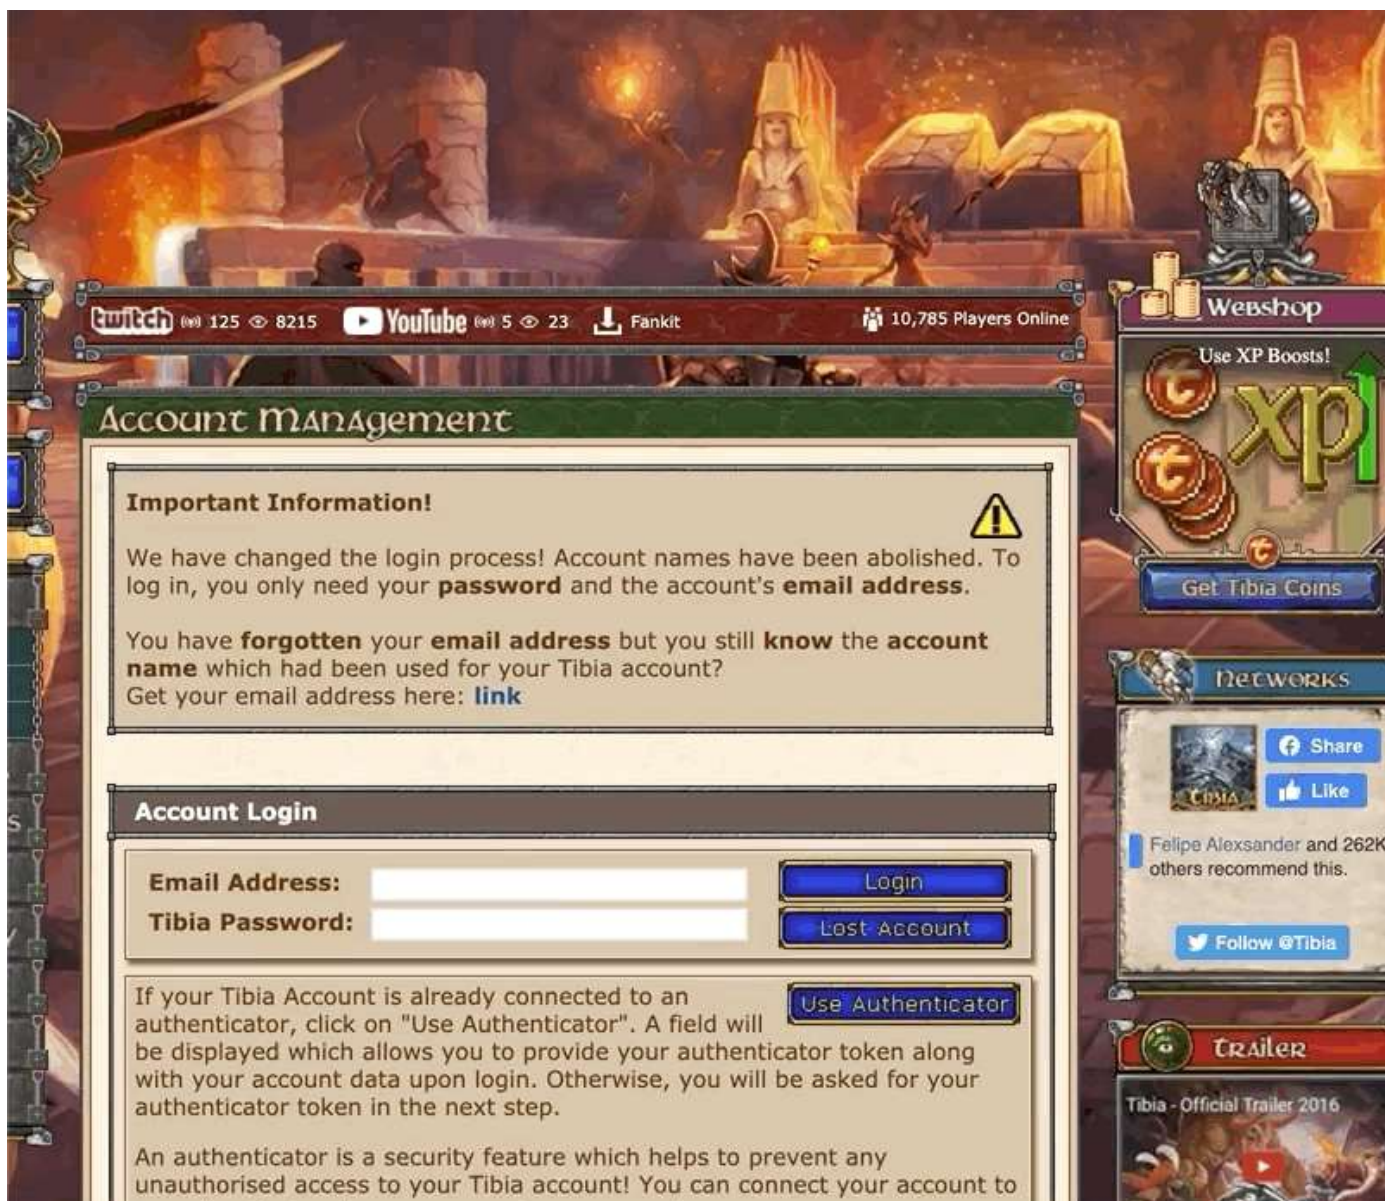 twitch 125 8215 YouTube 5 23 Fankit 10,785 Players Online
Account Management
Important Information!
We have changed the login process! Account names have been abolished. To
log in, you only need your password and the account's email address.
You have forgotten your email address but you still know the account
name which had been used for your Tibia account?
Get your email address here: link
Account Login
Email Address:
Login
Tibia Password:
Lost Account
If your Tibia Account is already connected to an
authenticator, click on "Use Authenticator". A field will
be displayed which allows you to provide your authenticator token along
with your account data upon login. Otherwise, you will be asked for your
authenticator token in the next step.
Use Authenticator
An authenticator is a security feature which helps to prevent any
unauthorised access to your Tibia account! You can connect your account to
Webshop
Use XP Boosts!
xp
Get Tibia Coins
Networks
TIBIA
Share
Like
Felipe Alexsander and 262K
others recommend this.
Follow @Tibia
Trailer
Tibia - Official Trailer 2016